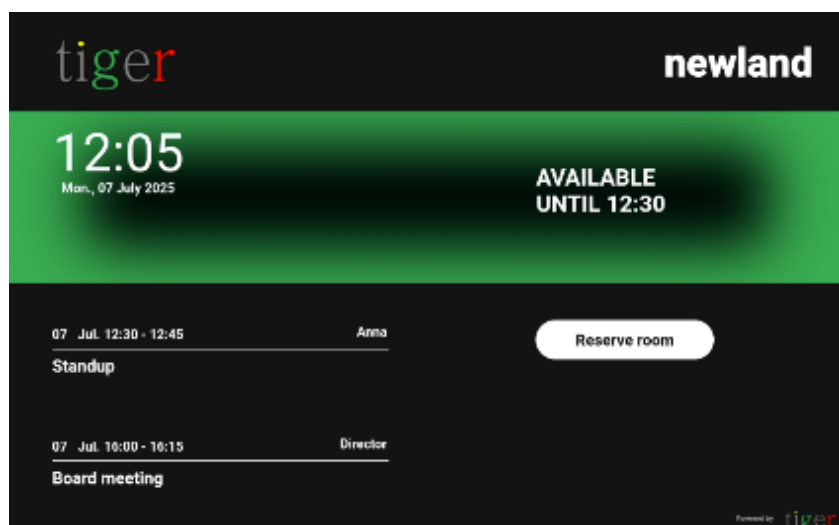 tiger
newland
12:05
Mon., 07 July 2025
AVAILABLE
UNTIL 12:30
07 Jul. 12:30 - 12:45 Anna
Standup
Reserve room
07 Jul. 16:00 - 16:15 Director
Board meeting
Powered by tiger